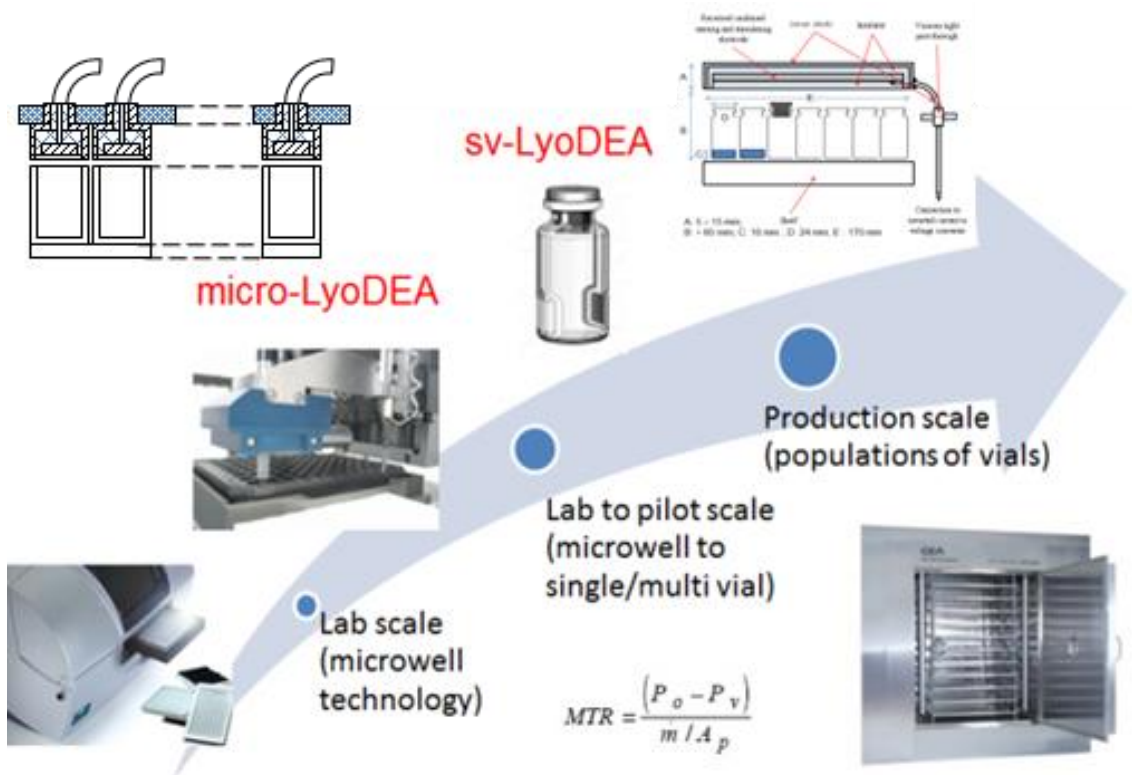 sv-LyoDEA
micro-LyoDEA
A
B
D
E
Shelf
A: 5 – 15 mm;
B: > 60 mm; C: 10 mm ; D: 24 mm; E : 170 mm
Production scale
(populations of vials)
Lab to pilot scale
(microwell to
single/multi vial)
Lab scale
(microwell
technology)
GEA
MTR = (P o − P v) / m / A p